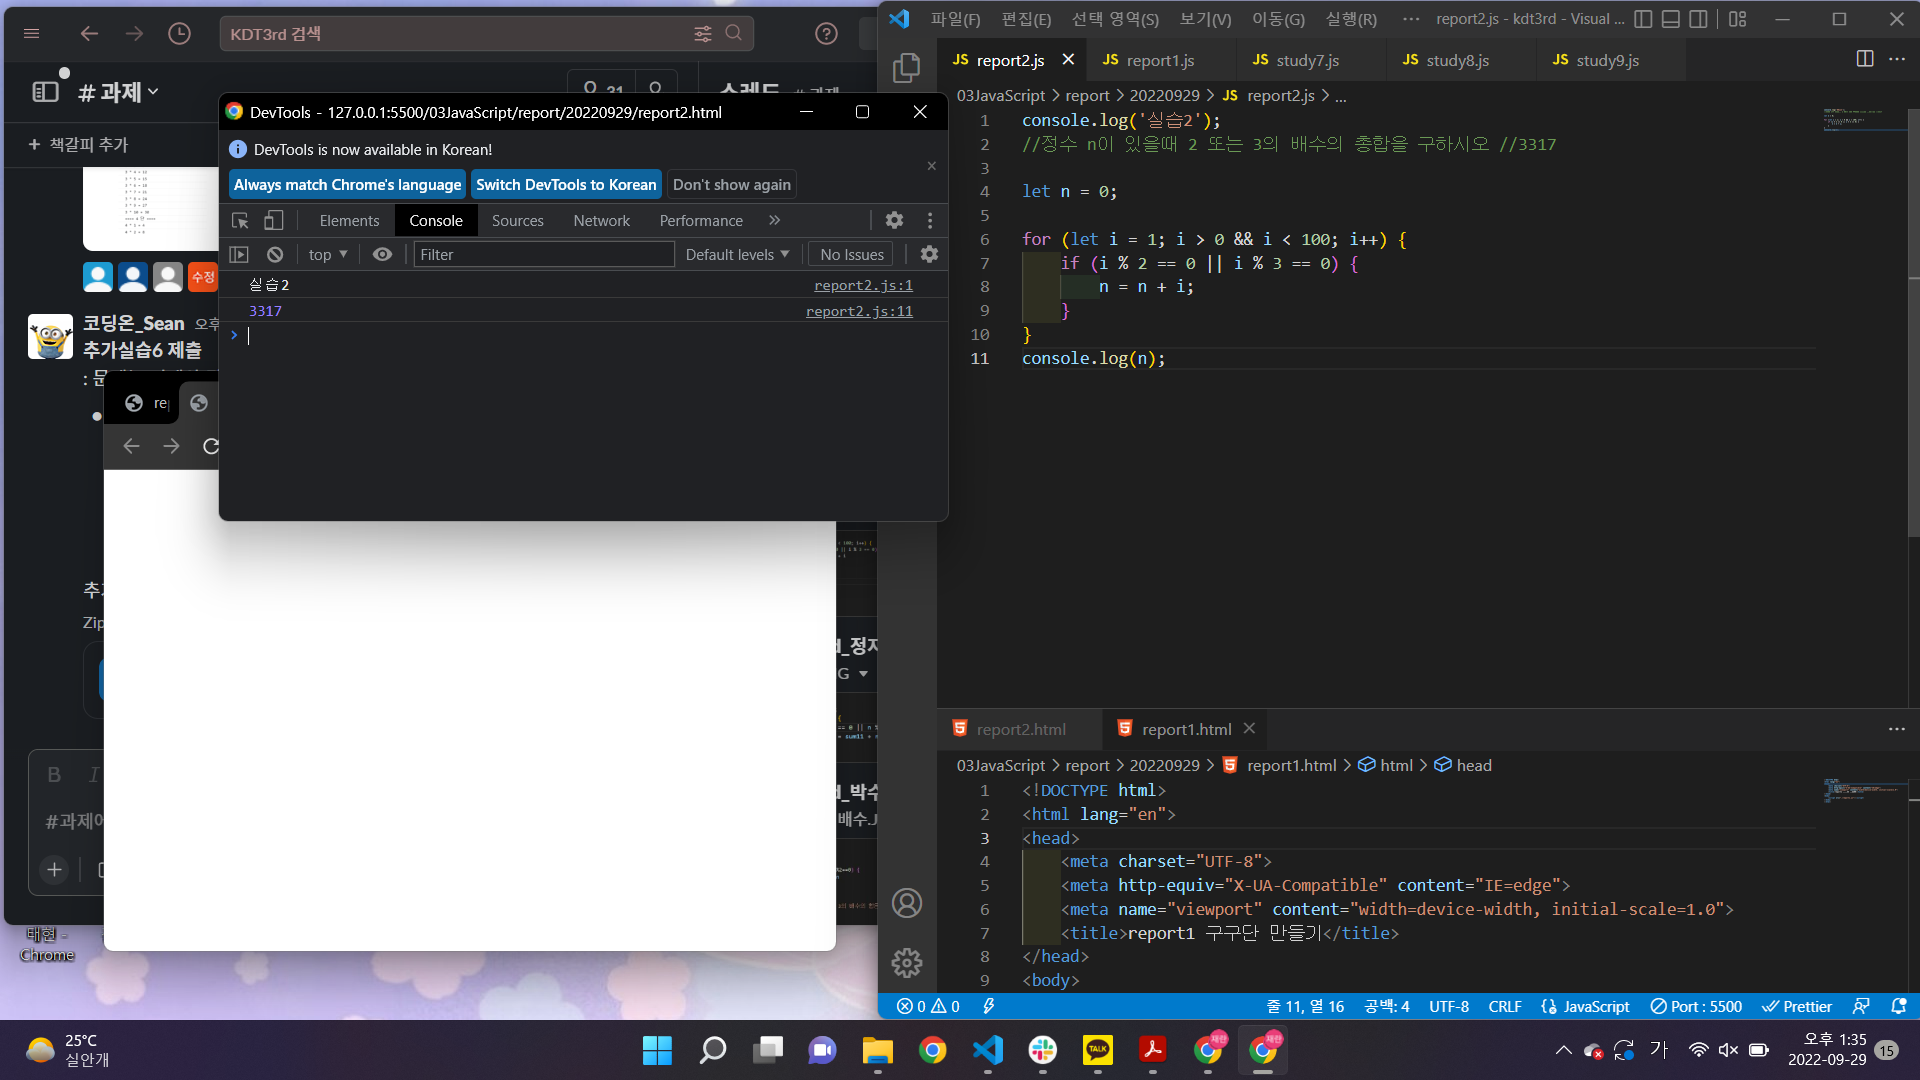 KDT3rd 검색
# 과제
31
스레드 # 과제
+ 책갈피 추가
수정
코딩온_Sean 오후
추가실습6 제출
Zip
B I
#과제에
태현 -
Chrome
DevTools - 127.0.0.1:5500/03JavaScript/report/20220929/report2.html
DevTools is now available in Korean!
Always match Chrome's language
Switch DevTools to Korean
Don't show again
Elements
Console
Sources
Network
Performance
top
Filter
Default levels
No Issues
실습2 report2.js:1
3317 report2.js:11
파일(F) 편집(E) 선택 영역(S) 보기(V) 이동(G) 실행(R) ··· report2.js - kdt3rd - Visual ...
JS report2.js
JS report1.js
JS study7.js
JS study8.js
JS study9.js
03JavaScript > report > 20220929 > JS report2.js > ...
1 console.log('실습2');
2 //정수 n이 있을때 2 또는 3의 배수의 총합을 구하시오 //3317
3
4 let n = 0;
5
6 for (let i = 1; i > 0 && i < 100; i++) {
7 if (i % 2 == 0 || i % 3 == 0) {
8 n = n + i;
9 }
10 }
11 console.log(n);
report2.html
report1.html
03JavaScript > report > 20220929 > report1.html > html > head
1 <!DOCTYPE html>
2 <html lang="en">
3 <head>
4 <meta charset="UTF-8">
5 <meta http-equiv="X-UA-Compatible" content="IE=edge">
6 <meta name="viewport" content="width=device-width, initial-scale=1.0">
7 <title>report1 구구단 만들기</title>
8 </head>
9 <body>
0 0 줄 11, 열 16 공백: 4 UTF-8 CRLF {} JavaScript Port : 5500 Prettier
25°C
실안개
TALK
가
오후 1:35
2022-09-29
15